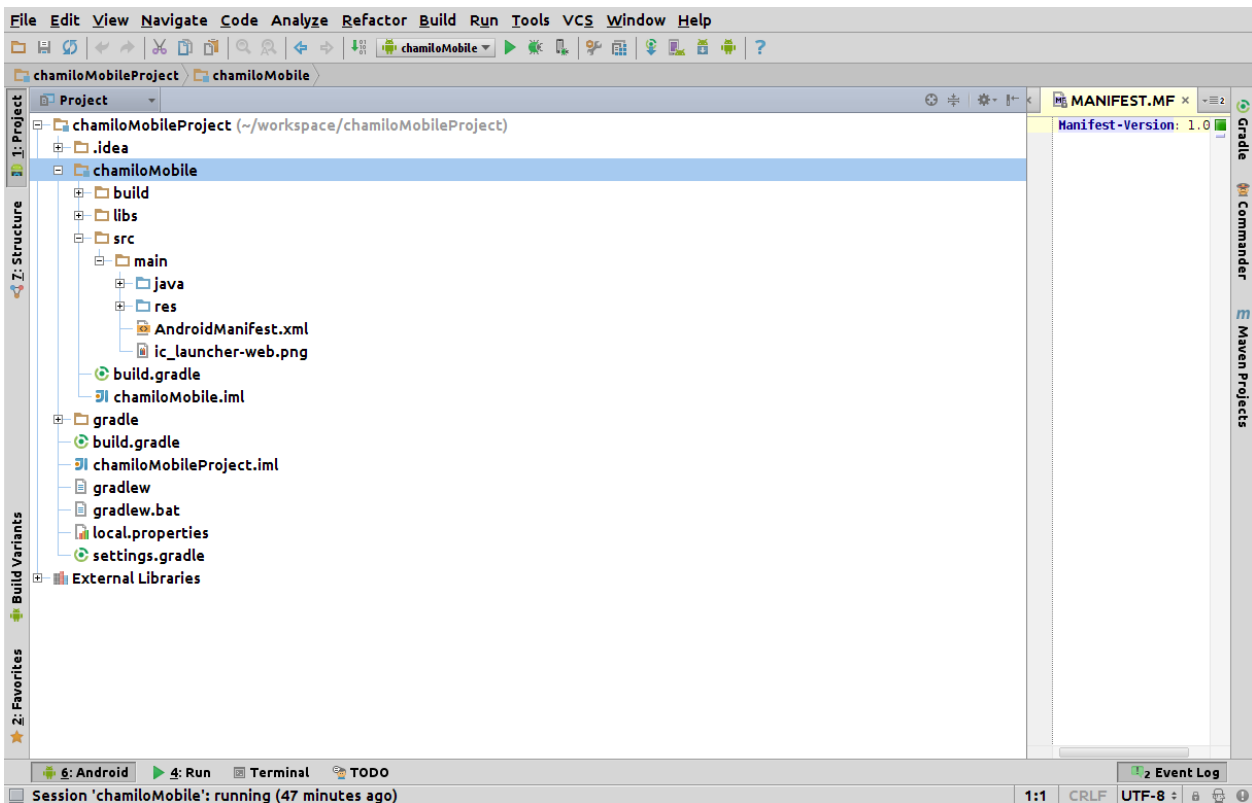 File Edit View Navigate Code Analyze Refactor Build Run Tools VCS Window Help
chamiloMobile
chamiloMobileProject chamiloMobile
1: Project
Project
MANIFEST.MF
2
chamiloMobileProject (~/workspace/chamiloMobileProject)
Manifest-Version: 1.0
.idea
chamiloMobile
build
libs
src
main
java
res
AndroidManifest.xml
ic_launcher-web.png
build.gradle
chamiloMobile.iml
gradle
build.gradle
chamiloMobileProject.iml
gradlew
gradlew.bat
local.properties
settings.gradle
External Libraries
7: Structure
Build Variants
2: Favorites
Gradle
Commander
m Maven Projects
6: Android 4: Run Terminal TODO
2 Event Log
Session 'chamiloMobile': running (47 minutes ago)
1:1 CRLF UTF-8